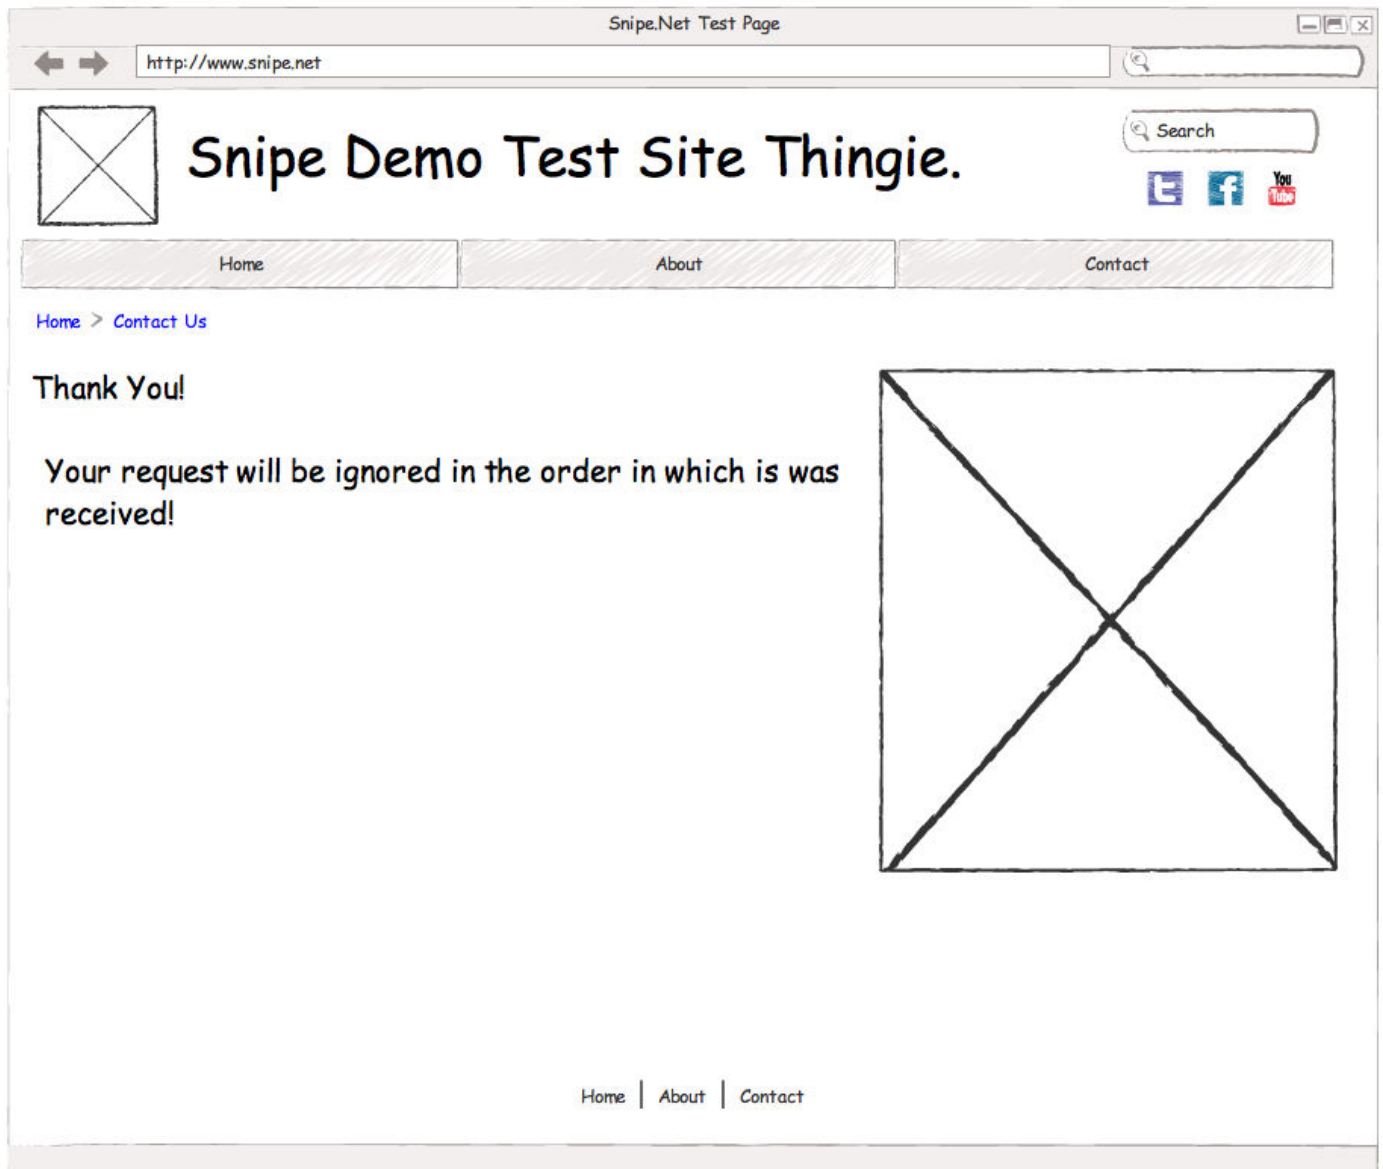 Snipe.Net Test Page
http://www.snipe.net
Snipe Demo Test Site Thingie.
Search
t f You Tube
Home About Contact
Home > Contact Us
Thank You!
Your request will be ignored in the order in which is was
received!
Home | About | Contact